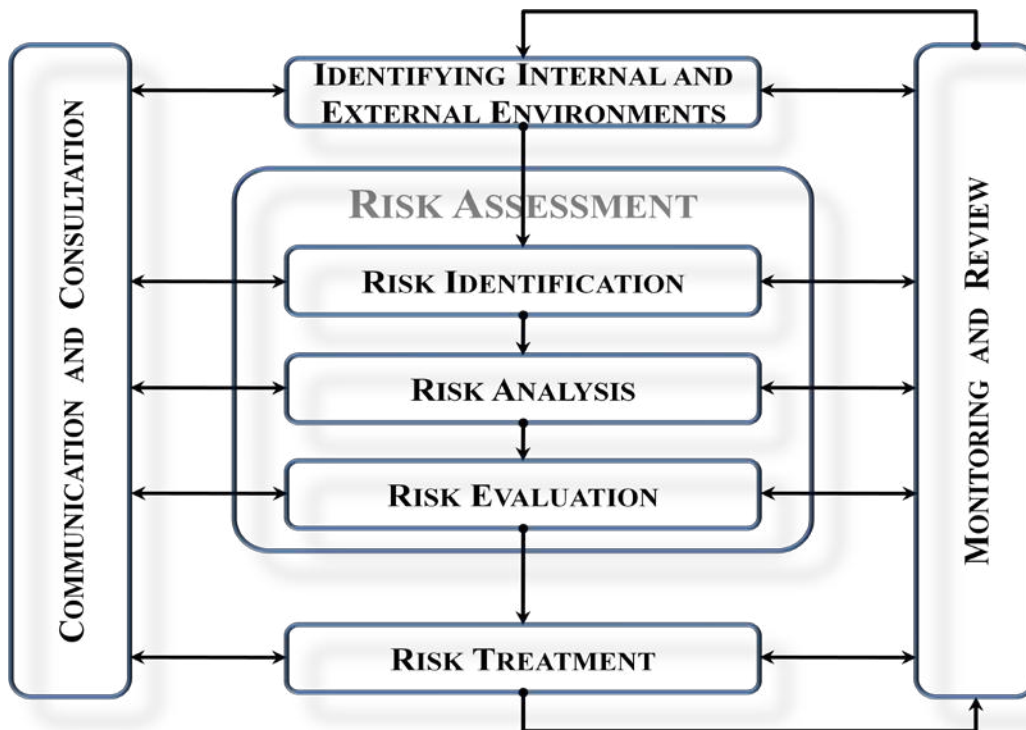 IDENTIFYING INTERNAL AND
EXTERNAL ENVIRONMENTS
RISK ASSESSMENT
RISK IDENTIFICATION
RISK ANALYSIS
RISK EVALUATION
RISK TREATMENT
COMMUNICATION AND CONSULTATION
MONITORING AND REVIEW